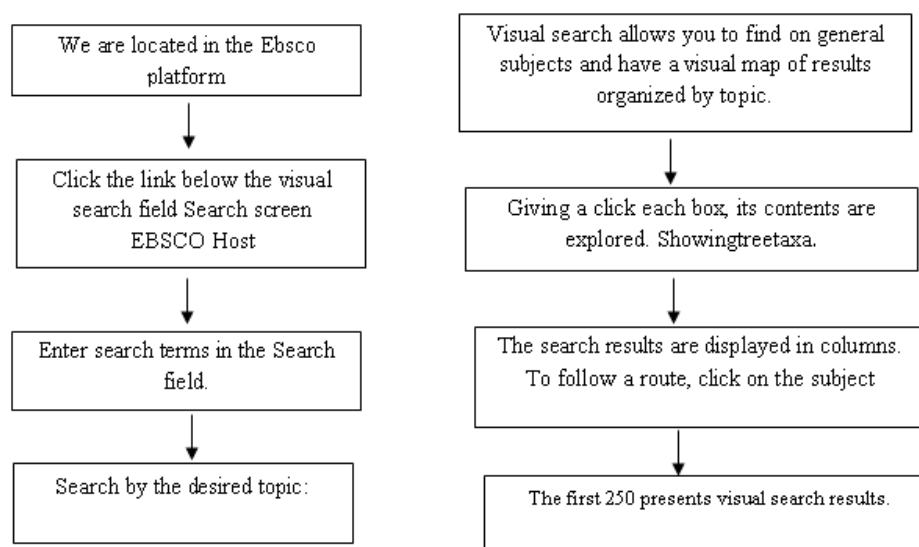 We are located in the Ebsco
platform
Click the link below the visual
search field Search screen
EBSCO Host
Enter search terms in the Search
field.
Search by the desired topic:
Visual search allows you to find on general
subjects and have a visual map of results
organized by topic.
Giving a click each box, its contents are
explored. Showingtreetaxa.
The search results are displayed in columns.
To follow a route, click on the subject
The first 250 presents visual search results.